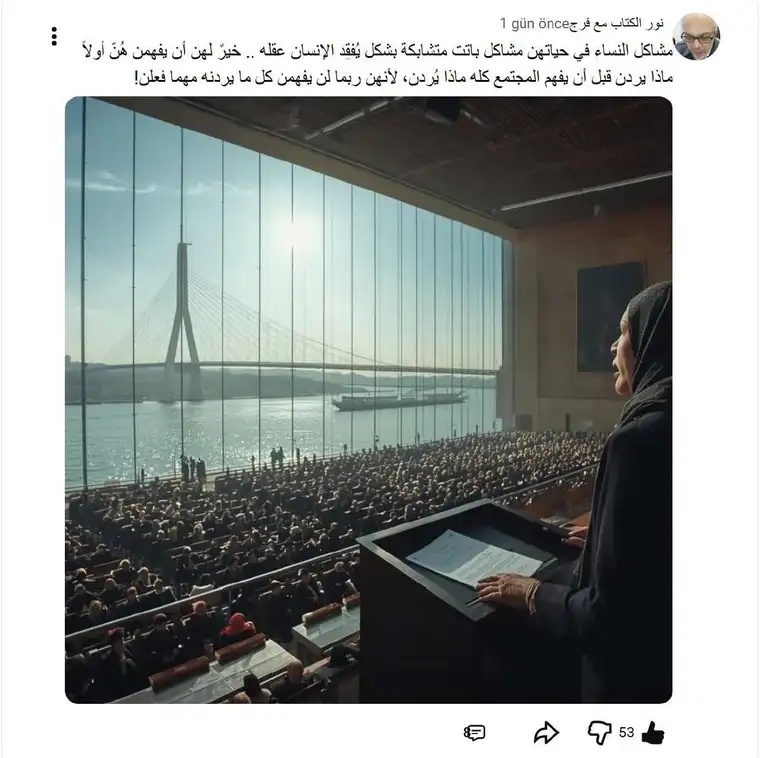 نور الكتاب مع فرج 1 gün önce
مشاكل النساء في حياتهن مشاكل باتت متشابكة بشكل يُفقِد الإنسان عقله .. خيرٌ لهن أن يفهمن هُنّ أولاً
ماذا يردن قبل أن يفهم المجتمع كله ماذا يُردن، لأنهن ربما لن يفهمن كل ما يردنه مهما فعلن!
53
8